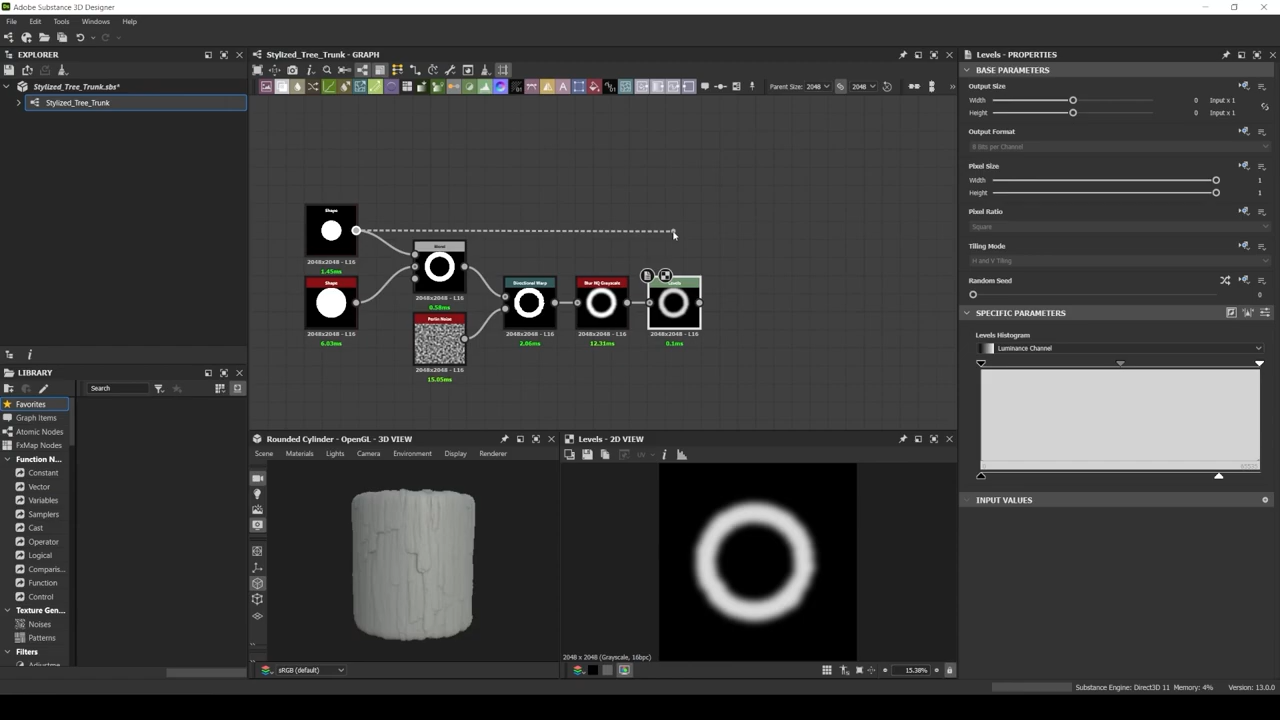 Adobe Substance 3D Designer
File Edit Tools Windows Help
EXPLORER
Stylized_Tree_Trunk.sbs*
Stylized_Tree_Trunk
LIBRARY
Search
Favorites
Graph Items
Atomic Nodes
FxMap Nodes
Function N...
Constant
Vector
Variables
Samplers
Cast
Operator
Logical
Comparis...
Function
Control
Texture Gen...
Noises
Patterns
Filters
Stylized_Tree_Trunk - GRAPH
Parent Size: 2048 2048
Shape
2048x2048 - L16
1.45ms
Shape
2048x2048 - L16
6.03ms
Blend
2048x2048 - L16
0.58ms
Perlin Noise
2048x2048 - L16
15.05ms
Directional Warp
2048x2048 - L16
2.06ms
Blur HQ Grayscale
2048x2048 - L16
12.31ms
Levels
2048x2048 - L16
0.1ms
Rounded Cylinder - OpenGL - 3D VIEW
Scene Materials Lights Camera Environment Display Renderer
sRGB (default)
Levels - 2D VIEW
UV
2048 x 2048 (Grayscale, 16bpc)
15.38%
Levels - PROPERTIES
BASE PARAMETERS
Output Size
Width 0 Input x 1
Height 0 Input x 1
Output Format
8 Bits per Channel
Pixel Size
Width 1
Height 1
Pixel Ratio
Square
Tiling Mode
H and V Tiling
Random Seed
0
SPECIFIC PARAMETERS
Levels Histogram
Luminance Channel
INPUT VALUES
Substance Engine: Direct3D 11 Memory: 4% Version: 13.0.0